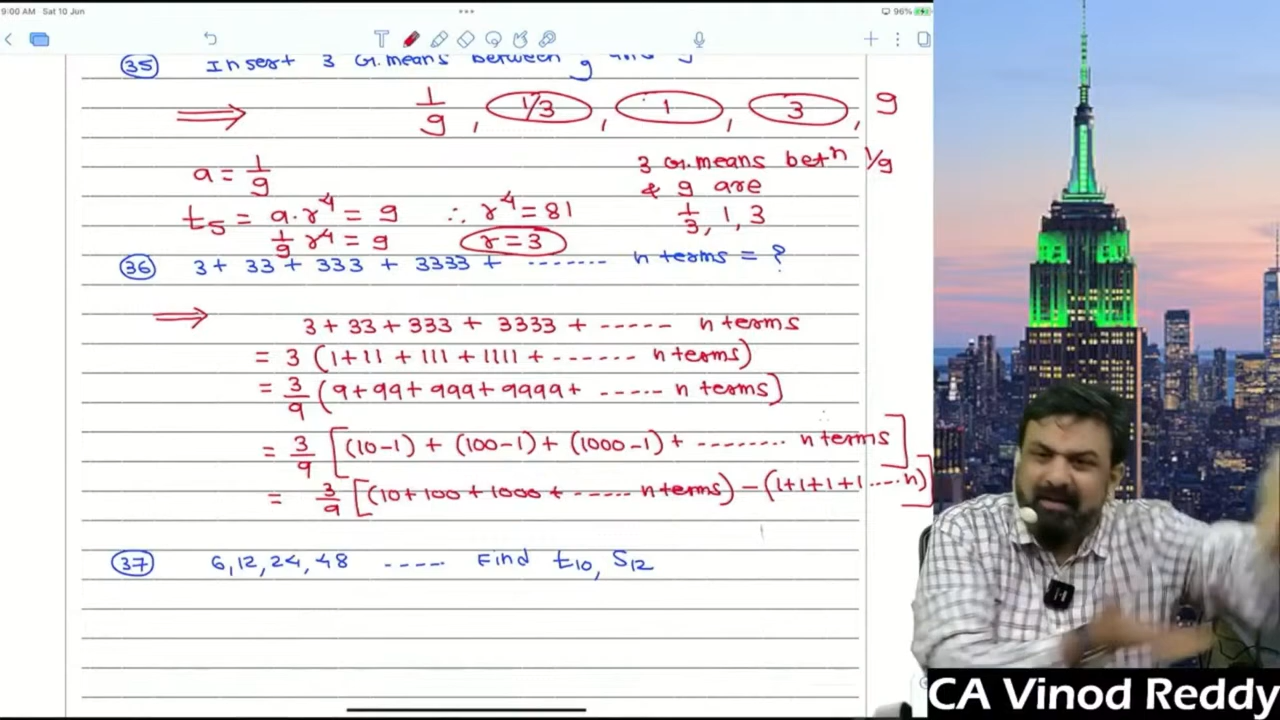 9:00 AM Sat 10 Jun
96%
T
35 Insert 3 G.means between 9
1/9, 1/3, 1, 3, 9
a = 1/9
3 G.means betⁿ 1/9
& 9 are
1/3, 1, 3
t₅ = a.r⁴ = 9 ∴ r⁴ = 81
1/9 r⁴ = 9 r = 3
36 3 + 33 + 333 + 3333 + ....... n terms = ?
3 + 33 + 333 + 3333 + ----- n terms
= 3 (1+11 + 111 + 1111 + ------- n terms)
= 3/9 (9+99+999+9999+ ------ n terms]
= 3/9 [(10-1) + (100-1) + (1000-1) + -------- n terms]
= 3/9 [(10+100+1000+ ------ n terms) - (1+1+1+1.....n)]
37 6,12,24,48 ---- Find t₁₀, S₁₂
H
CA Vinod Reddy